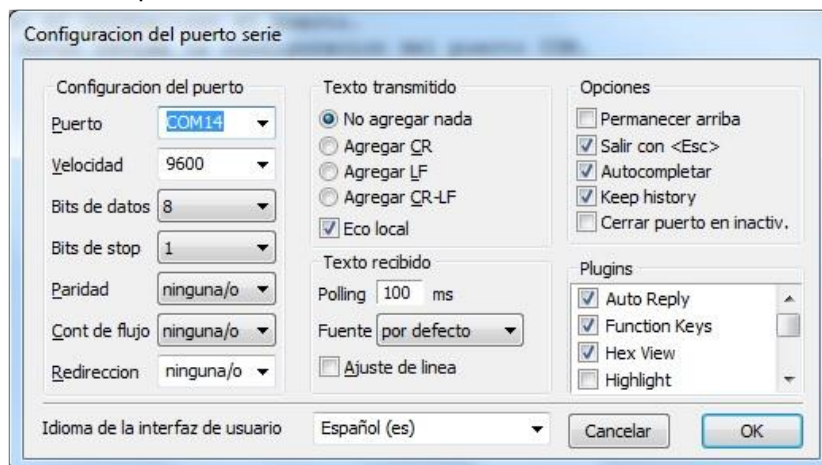 Configuracion del puerto serie
Configuracion del puerto
Puerto COM14
Velocidad 9600
Bits de datos 8
Bits de stop 1
Paridad ninguna/o
Cont de flujo ninguna/o
Redireccion ninguna/o
Texto transmitido
No agregar nada
Agregar CR
Agregar LF
Agregar CR-LF
Eco local
Texto recibido
Polling 100 ms
Fuente por defecto
Ajuste de linea
Opciones
Permanecer arriba
Salir con <Esc>
Autocompletar
Keep history
Cerrar puerto en inactiv.
Plugins
Auto Reply
Function Keys
Hex View
Highlight
Idioma de la interfaz de usuario Español (es)
Cancelar OK